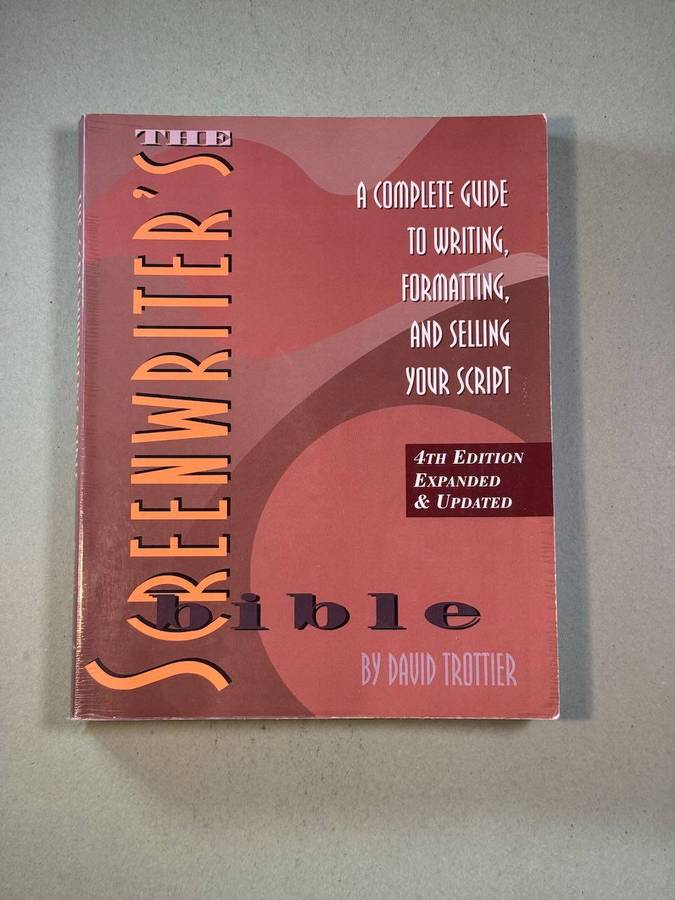 THE
SCREENWRITER'S
bible
A COMPLETE GUIDE
TO WRITING,
FORMATTING,
AND SELLING
YOUR SCRIPT
4TH EDITION
EXPANDED
& UPDATED
BY DAVID TROTTIER